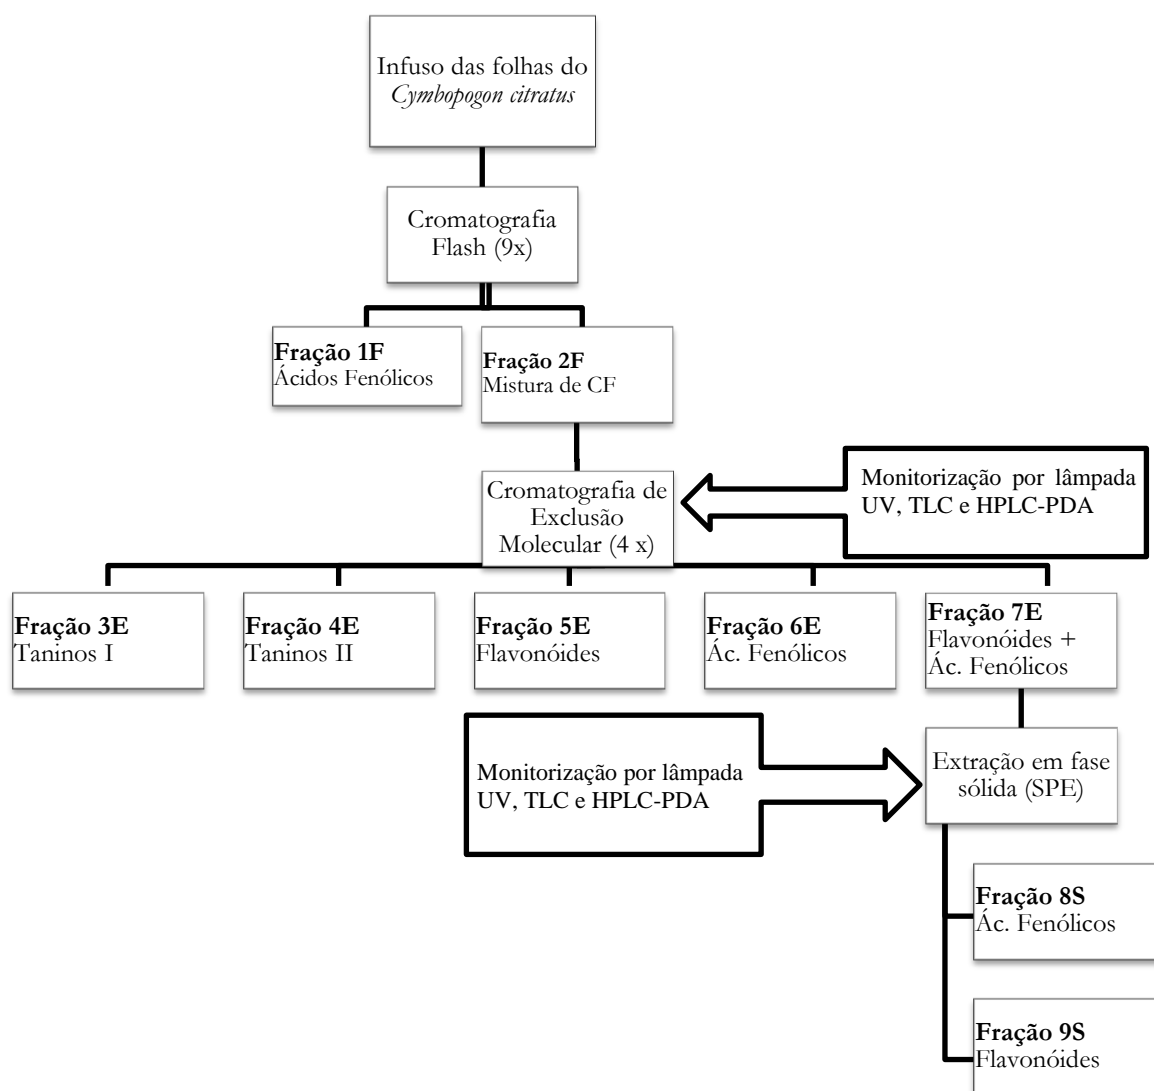 Infuso das folhas do
Cymbopogon citratus
Cromatografia
Flash (9x)
Fração 1F
Ácidos Fenólicos
Fração 2F
Mistura de CF
Cromatografia de
Exclusão
Molecular (4 x)
Monitorização por lâmpada
UV, TLC e HPLC-PDA
Fração 3E
Taninos I
Fração 4E
Taninos II
Fração 5E
Flavonóides
Fração 6E
Ác. Fenólicos
Fração 7E
Flavonóides +
Ác. Fenólicos
Monitorização por lâmpada
UV, TLC e HPLC-PDA
Extração em fase
sólida (SPE)
Fração 8S
Ác. Fenólicos
Fração 9S
Flavonóides